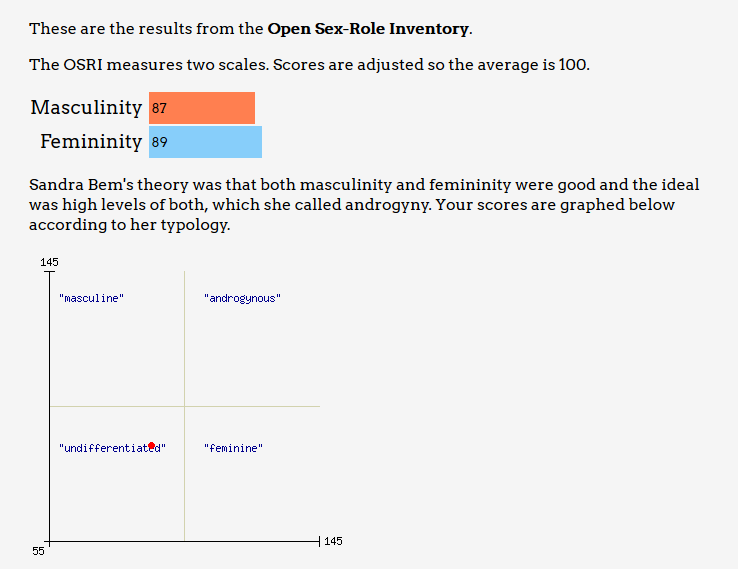 These are the results from the Open Sex-Role Inventory.
The OSRI measures two scales. Scores are adjusted so the average is 100.
Masculinity 87
Femininity 89
Sandra Bem's theory was that both masculinity and femininity were good and the ideal
was high levels of both, which she called androgyny. Your scores are graphed below
according to her typology.
145
"masculine" "androgynous"
"undifferentiated" "feminine"
145
55